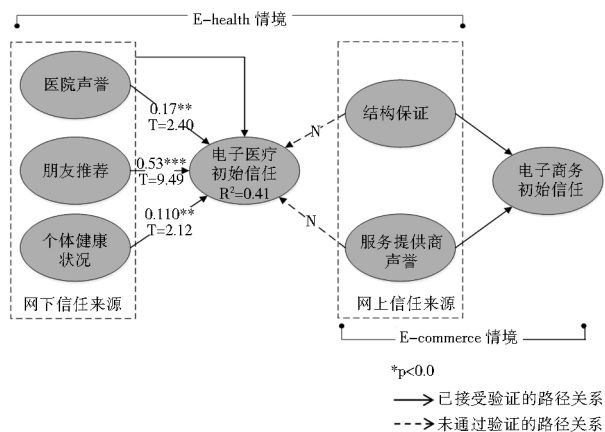 E-health 情境
医院声誉
0.17**
T=2.40
朋友推荐
0.53***
T=9.49
个体健康
状况
0.110**
T=2.12
网下信任来源
电子医疗
初始信任
R²=0.41
N
N
结构保证
服务提供商
声誉
网上信任来源
电子商务
初始信任
E-commerce 情境
*p<0.0
已接受验证的路径关系
未通过验证的路径关系